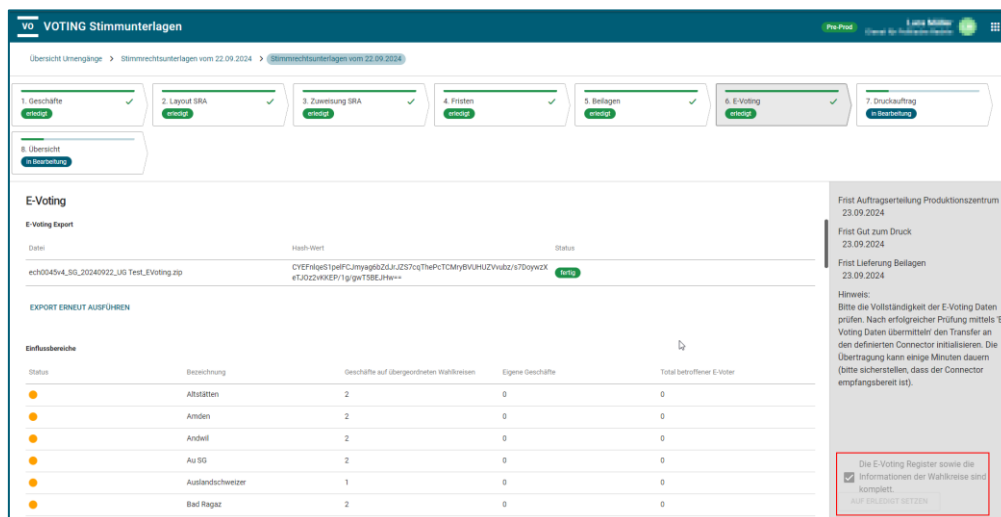 VO VOTING Stimmunterlagen
Pre-Prod
Übersicht Urnengänge > Stimmrechtsunterlagen vom 22.09.2024 > Stimmrechtsunterlagen vom 22.09.2024
1. Geschäfte
erledigt
2. Layout SRA
erledigt
3. Zuweisung SRA
erledigt
4. Fristen
erledigt
5. Beilagen
erledigt
6. E-Voting
erledigt
7. Druckauftrag
in Bearbeitung
8. Übersicht
in Bearbeitung
E-Voting
E-Voting Export
Datei Hash-Wert Status
ech0045v4_SG_20240922_UG Test_EVoting.zip
fertig
EXPORT ERNEUT AUSFÜHREN
Einflussbereiche
Status Bezeichnung Geschäfte auf übergeordneten Wahlkreisen Eigene Geschäfte Total betroffener E-Voter
Altstätten 2 0 0
Amden 2 0 0
Andwil 2 0 0
Au SG 2 0 0
Auslandschweizer 1 0 0
Bad Ragaz 2 0 0
Frist Auftragserteilung Produktionszentrum
23.09.2024
Frist Gut zum Druck
23.09.2024
Frist Lieferung Beilagen
23.09.2024
Hinweis:
Bitte die Vollständigkeit der E-Voting Daten
prüfen. Nach erfolgreicher Prüfung mittels 'E
Voting Daten übermitteln' den Transfer an
den definierten Connector initialisieren. Die
Übertragung kann einige Minuten dauern
(bitte sicherstellen, dass der Connector
empfangsbereit ist).
Die E-Voting Register sowie die
Informationen der Wahlkreise sind
komplett.
AUF ERLEDIGT SETZEN